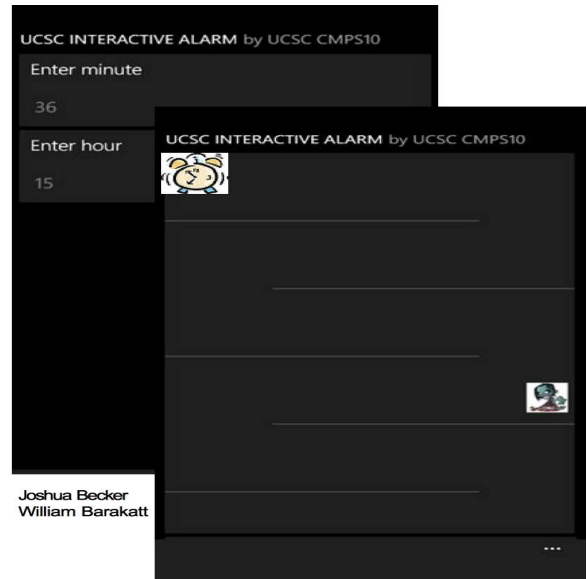 UCSC INTERACTIVE ALARM by UCSC CMPS10
Enter minute
36
Enter hour
15
UCSC INTERACTIVE ALARM by UCSC CMPS10
...
Joshua Becker
William Barakatt